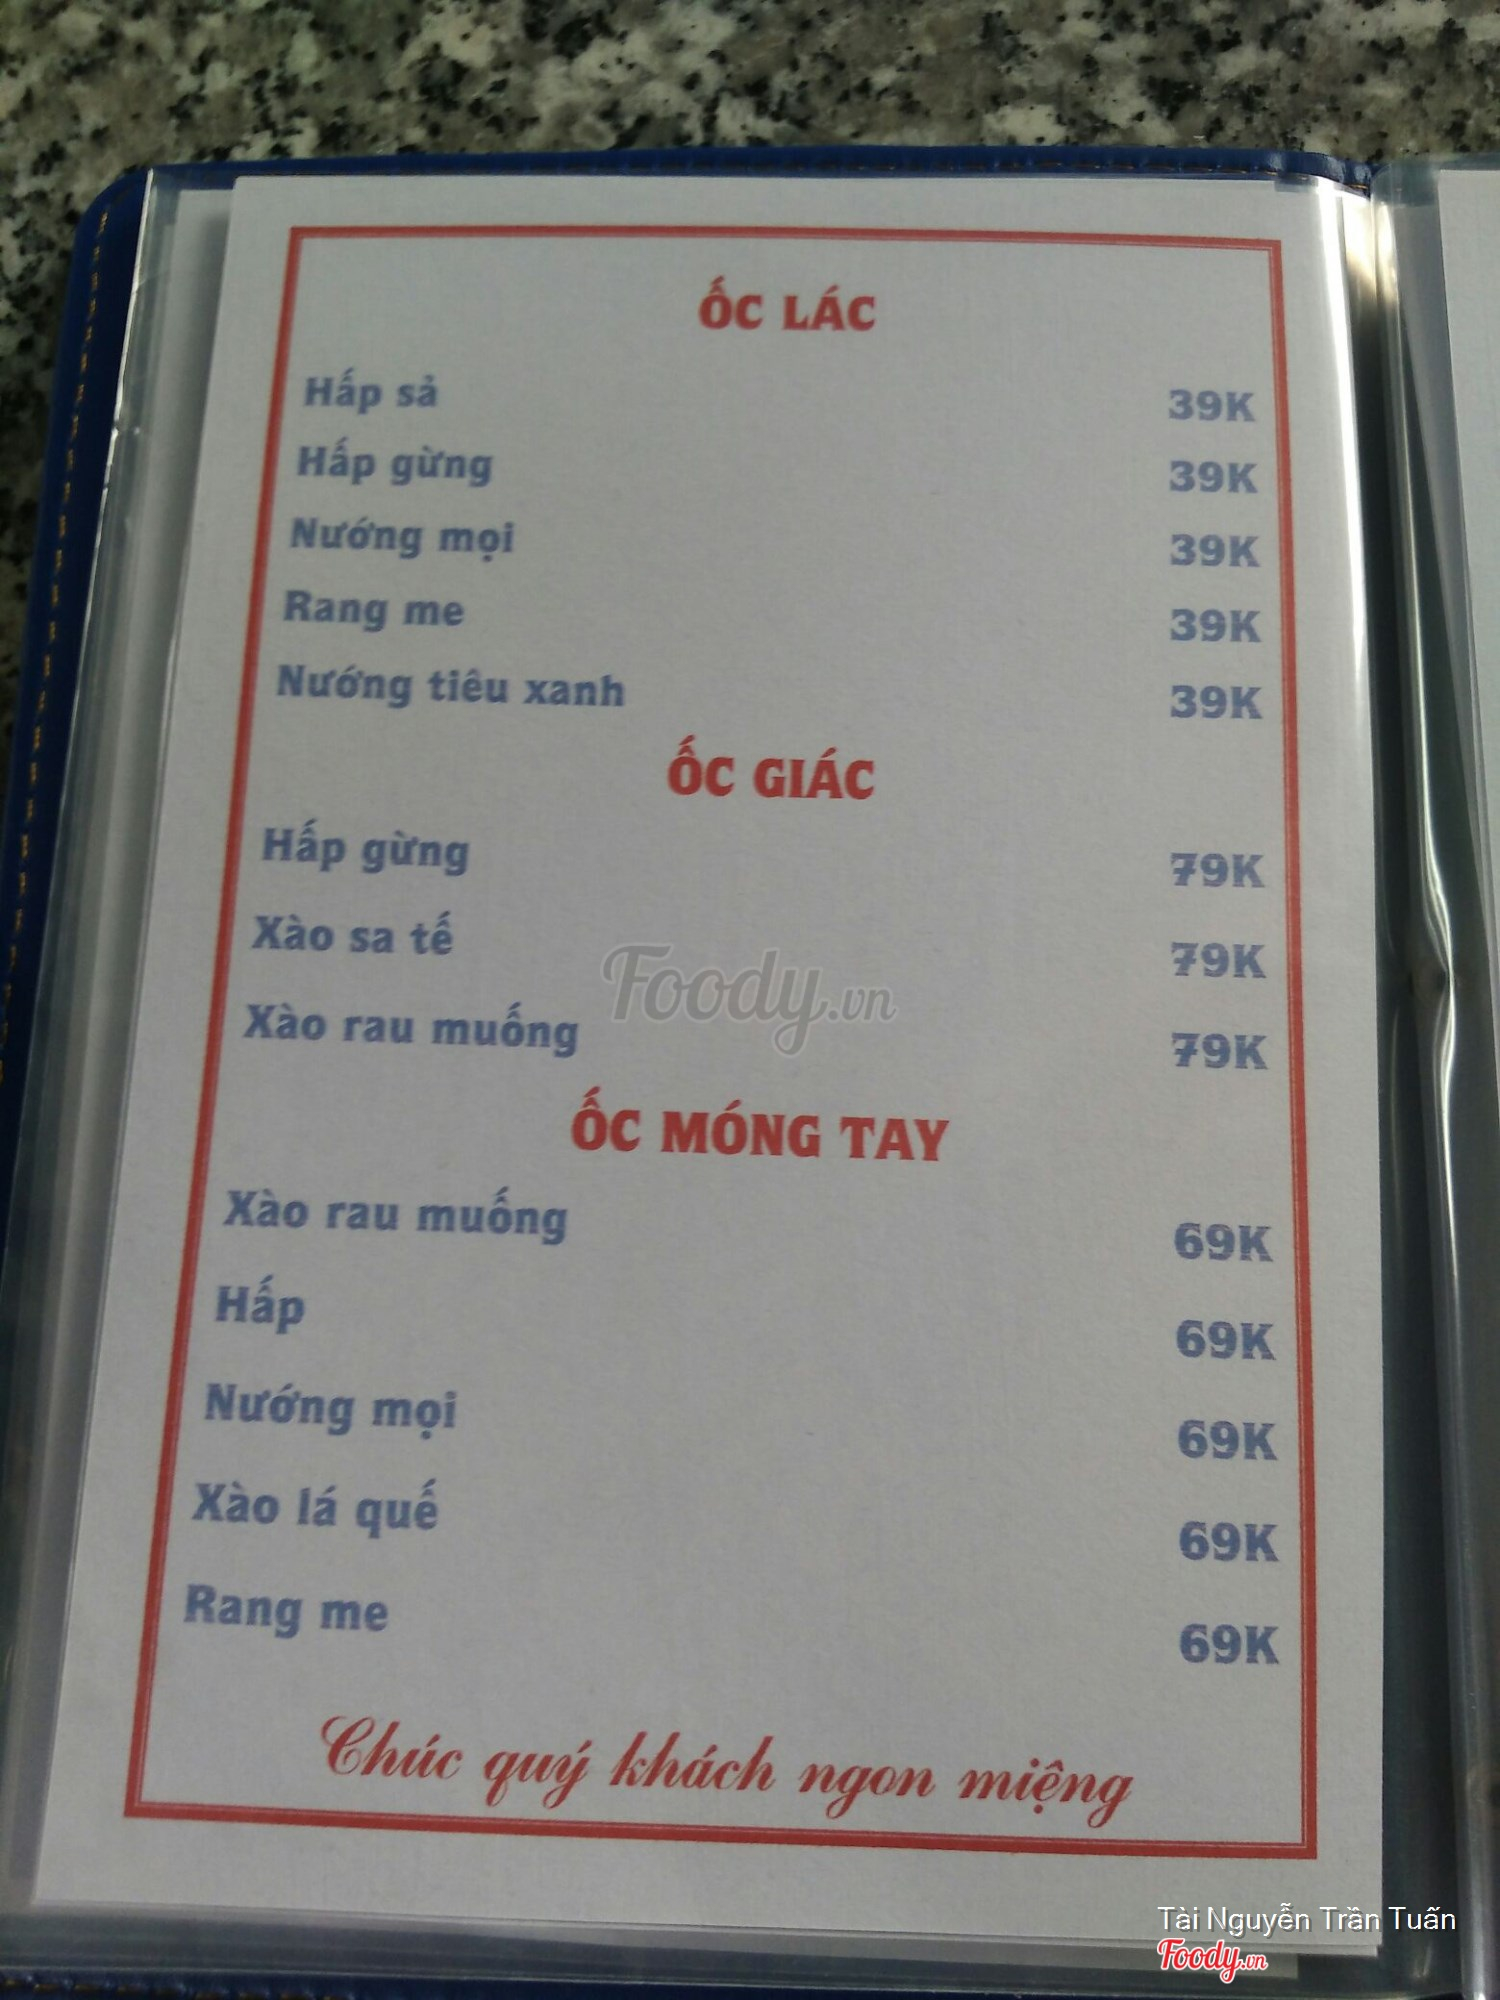 ỐC LÁC
Hấp sả 39K
Hấp gừng 39K
Nướng mọi 39K
Rang me 39K
Nướng tiêu xanh 39K
ỐC GIÁC
Hấp gừng 79K
Xào sa tế 79K
Foody.vn
Xào rau muống 79K
ỐC MÓNG TAY
Xào rau muống 69K
Hấp 69K
Nướng mọi 69K
Xào lá quế 69K
Rang me 69K
Chúc quý khách ngon miệng
Tài Nguyễn Trần Tuấn
Foody.vn